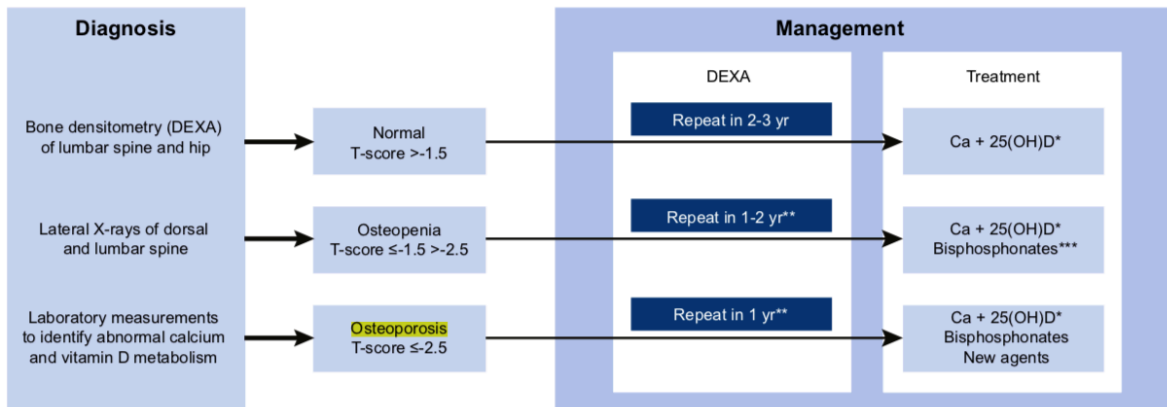 Diagnosis
Management
DEXA
Treatment
Bone densitometry (DEXA)
of lumbar spine and hip
Normal
T-score >-1.5
Repeat in 2-3 yr
Ca + 25(OH)D*
Lateral X-rays of dorsal
and lumbar spine
Osteopenia
T-score ≤-1.5 >-2.5
Repeat in 1-2 yr**
Ca + 25(OH)D*
Bisphosphonates***
Laboratory measurements
to identify abnormal calcium
and vitamin D metabolism
Osteoporosis
T-score ≤-2.5
Repeat in 1 yr**
Ca + 25(OH)D*
Bisphosphonates
New agents